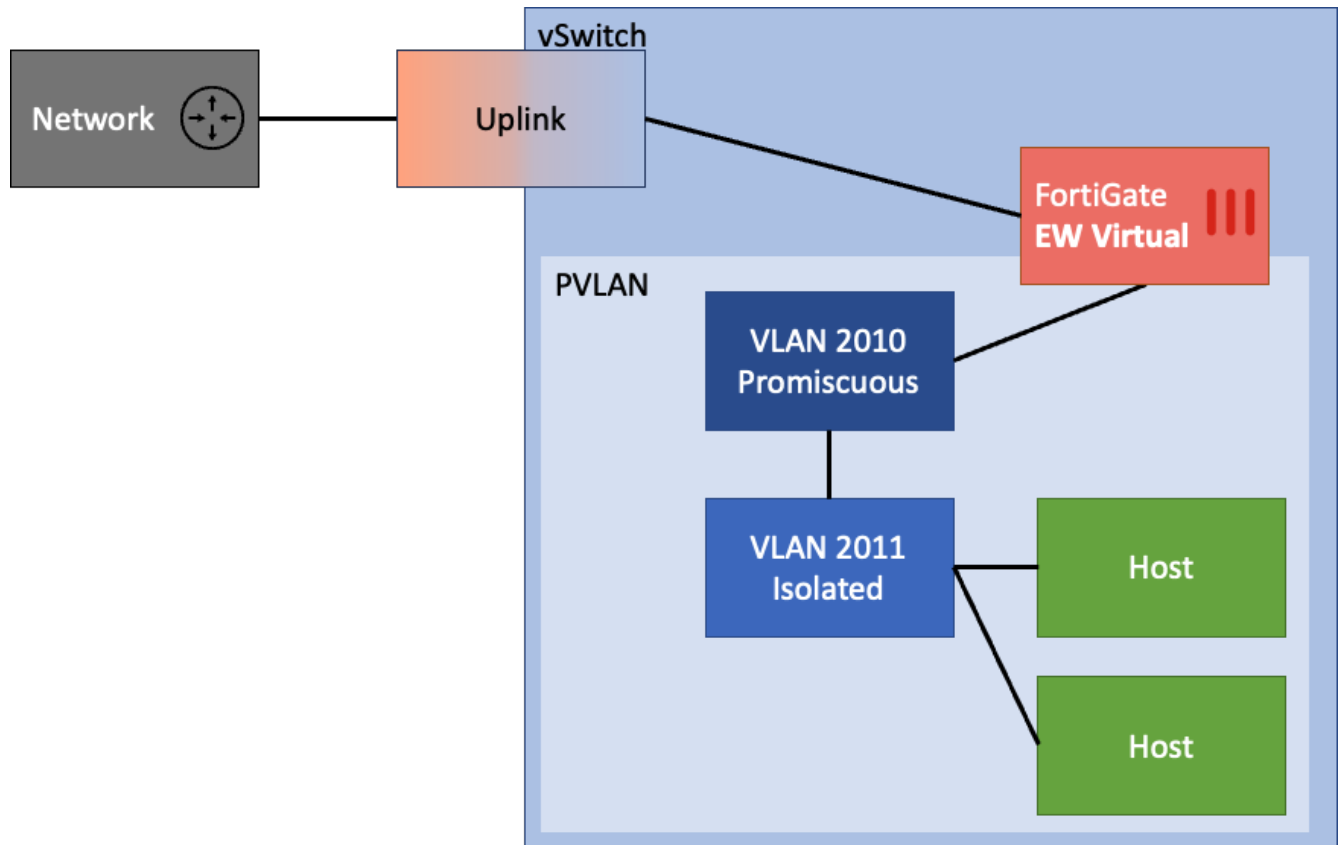 vSwitch
Network
Uplink
FortiGate
EW Virtual
PVLAN
VLAN 2010
Promiscuous
VLAN 2011
Isolated
Host
Host